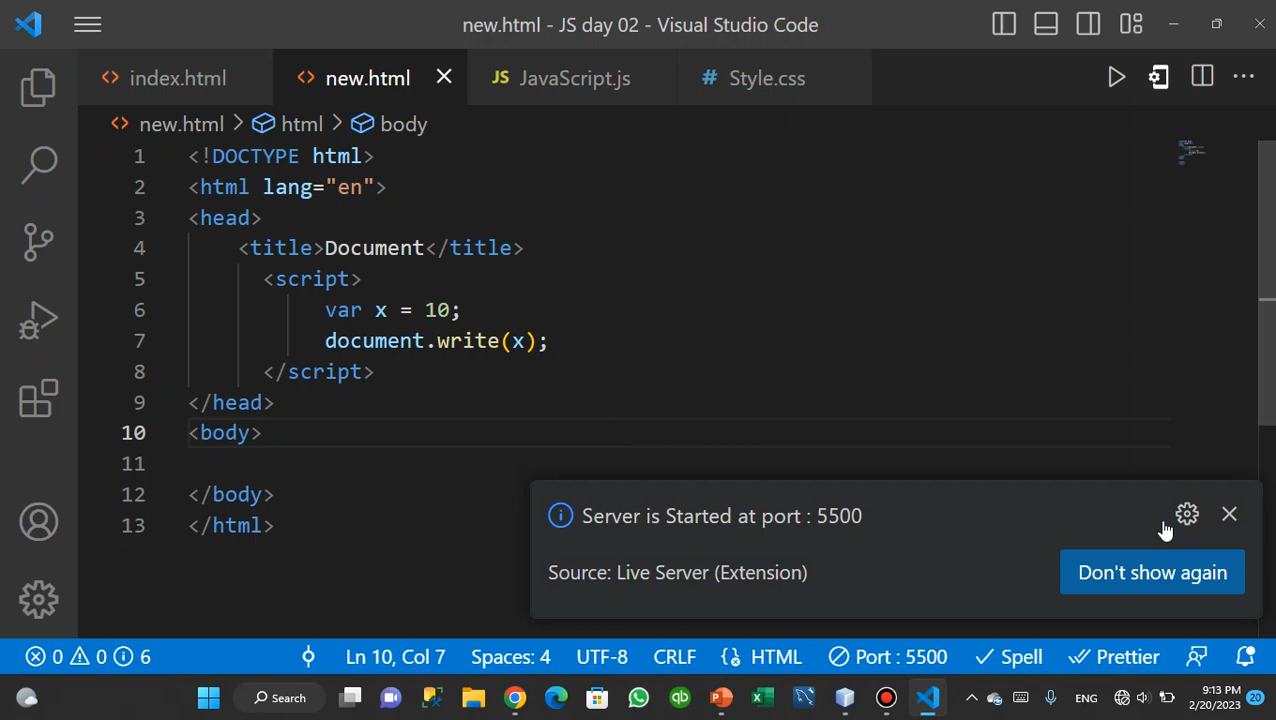 new.html - JS day 02 - Visual Studio Code
index.html
new.html
JS JavaScript.js
# Style.css
new.html > html > body
1 <!DOCTYPE html>
2 <html lang="en">
3 <head>
4 <title>Document</title>
5 <script>
6 var x = 10;
7 document.write(x);
8 </script>
9 </head>
10 <body>
11
12 </body>
13 </html>
Server is Started at port : 5500
Source: Live Server (Extension)
Don't show again
0 0 6
Ln 10, Col 7
Spaces: 4
UTF-8
CRLF
HTML
Port : 5500
Spell
Prettier
Search
ENG
9:13 PM
2/20/2023
20